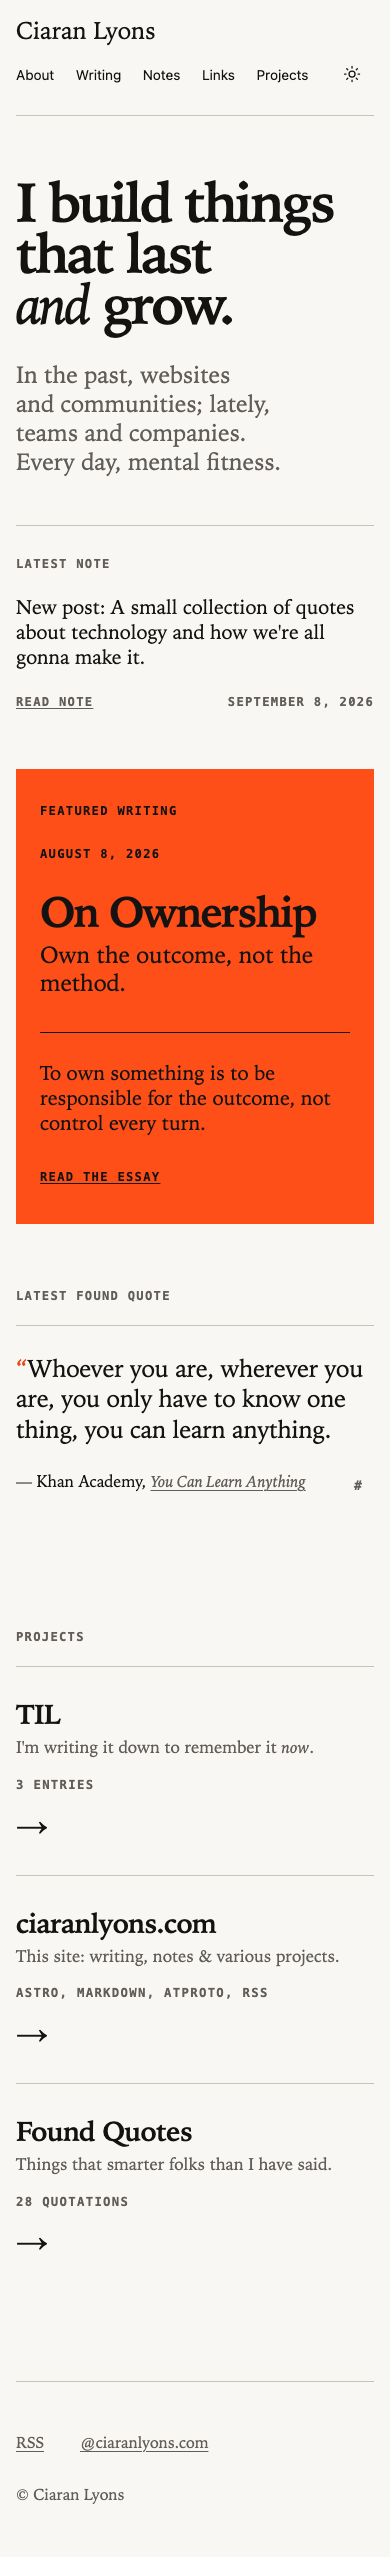 Ciaran Lyons
About Writing Notes Links Projects
I build things
that last
and grow.
In the past, websites
and communities; lately,
teams and companies.
Every day, mental fitness.
LATEST NOTE
New post: A small collection of quotes
about technology and how we're all
gonna make it.
READ NOTE SEPTEMBER 8, 2026
FEATURED WRITING
AUGUST 8, 2026
On Ownership
Own the outcome, not the
method.
To own something is to be
responsible for the outcome, not
control every turn.
READ THE ESSAY
LATEST FOUND QUOTE
“Whoever you are, wherever you
are, you only have to know one
thing, you can learn anything.
— Khan Academy, You Can Learn Anything #
PROJECTS
TIL
I'm writing it down to remember it now.
3 ENTRIES
→
ciaranlyons.com
This site: writing, notes & various projects.
ASTRO, MARKDOWN, ATPROTO, RSS
→
Found Quotes
Things that smarter folks than I have said.
28 QUOTATIONS
→
RSS @ciaranlyons.com
© Ciaran Lyons